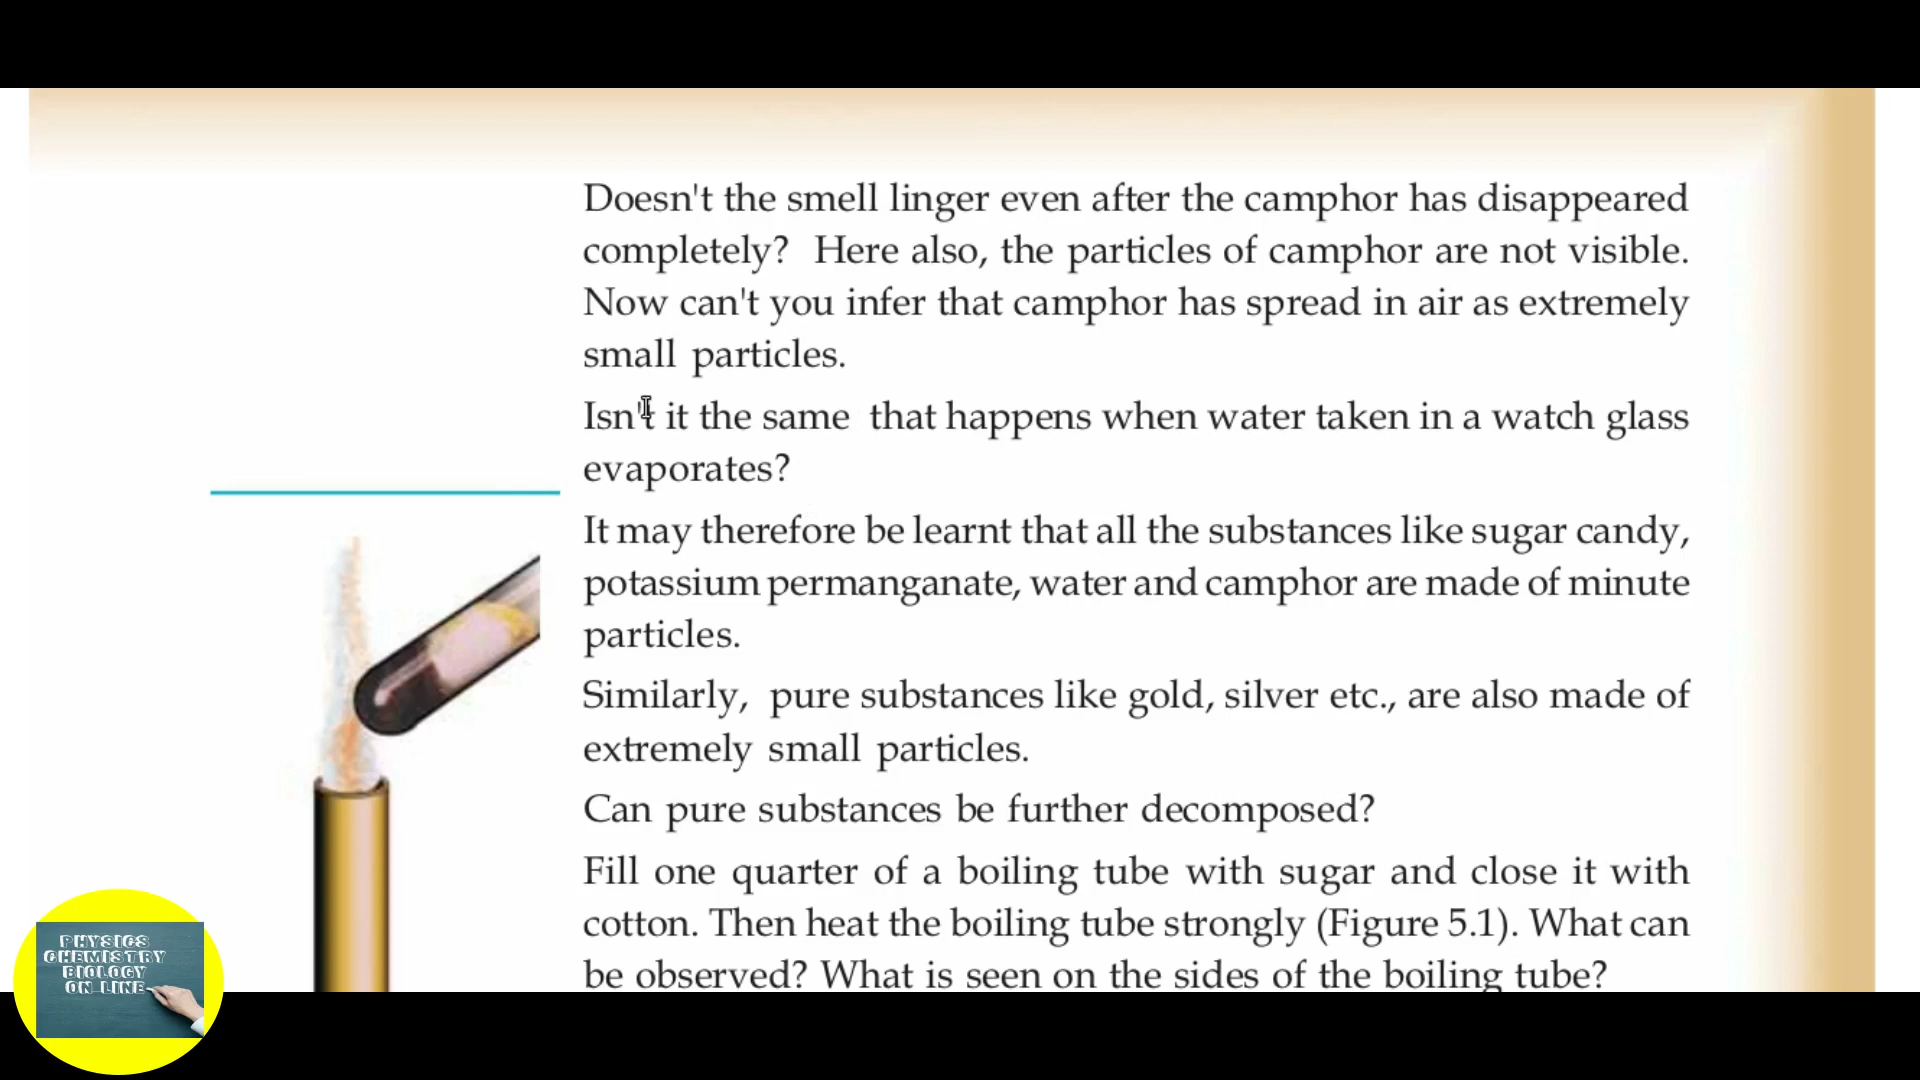 Doesn't the smell linger even after the camphor has disappeared
completely? Here also, the particles of camphor are not visible.
Now can't you infer that camphor has spread in air as extremely
small particles.
Isn't it the same that happens when water taken in a watch glass
evaporates?
It may therefore be learnt that all the substances like sugar candy,
potassium permanganate, water and camphor are made of minute
particles.
Similarly, pure substances like gold, silver etc., are also made of
extremely small particles.
Can pure substances be further decomposed?
Fill one quarter of a boiling tube with sugar and close it with
cotton. Then heat the boiling tube strongly (Figure 5.1). What can
be observed? What is seen on the sides of the boiling tube?
PHYSICS
CHEMISTRY
BIOLOGY
ON LINE